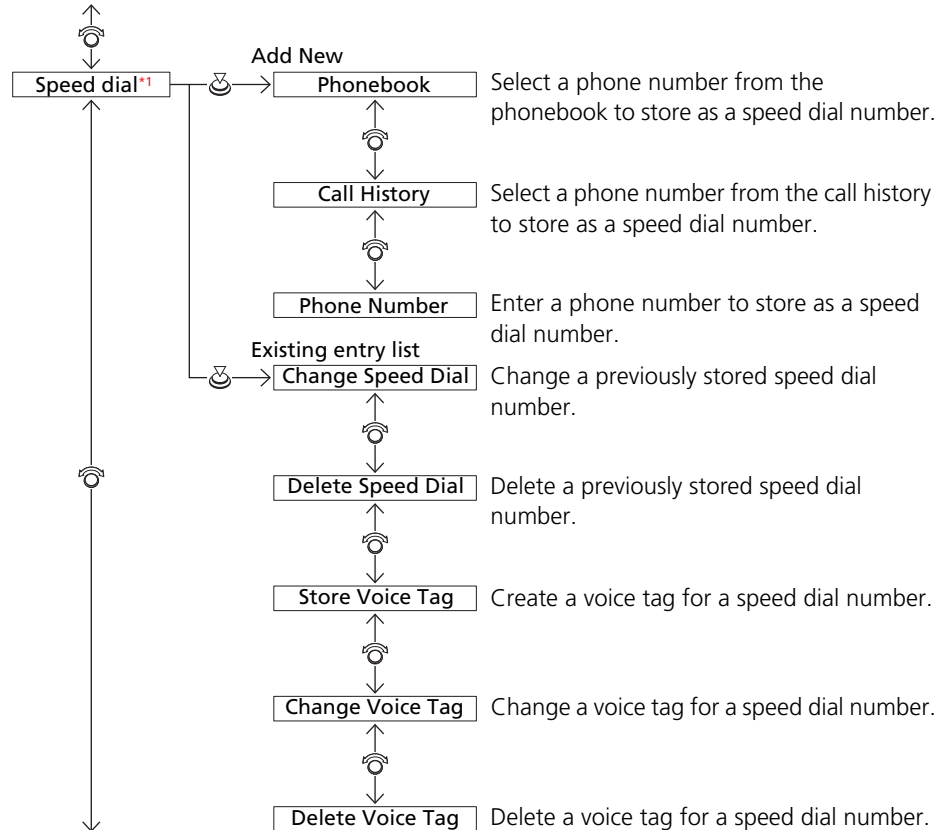 Add New
Speed dial*1
Phonebook
Select a phone number from the
phonebook to store as a speed dial number.
Call History
Select a phone number from the call history
to store as a speed dial number.
Phone Number
Enter a phone number to store as a speed
dial number.
Existing entry list
Change Speed Dial
Change a previously stored speed dial
number.
Delete Speed Dial
Delete a previously stored speed dial
number.
Store Voice Tag
Create a voice tag for a speed dial number.
Change Voice Tag
Change a voice tag for a speed dial number.
Delete Voice Tag
Delete a voice tag for a speed dial number.